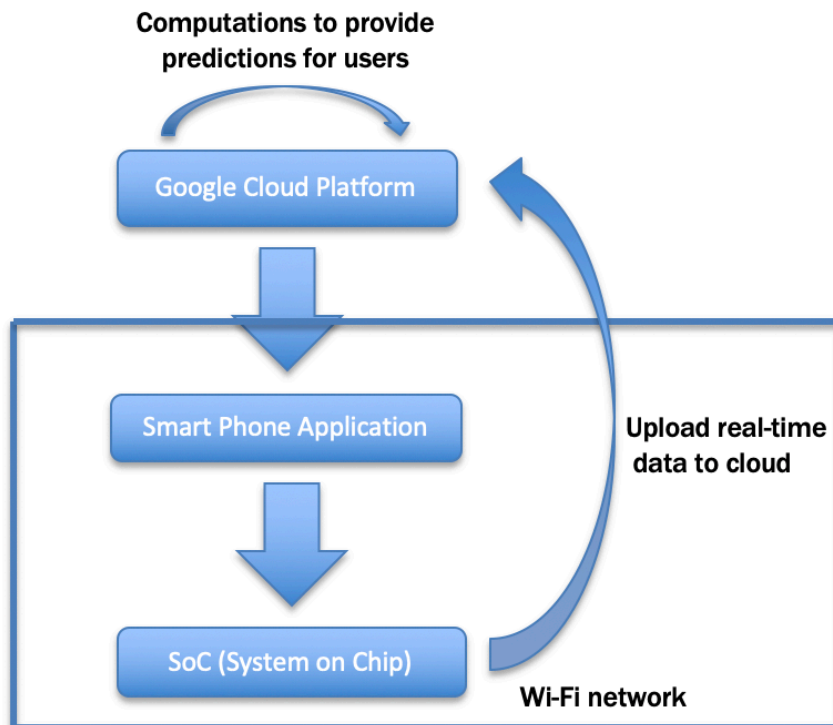 Computations to provide
predictions for users
Google Cloud Platform
Smart Phone Application
Upload real-time
data to cloud
SoC (System on Chip)
Wi-Fi network